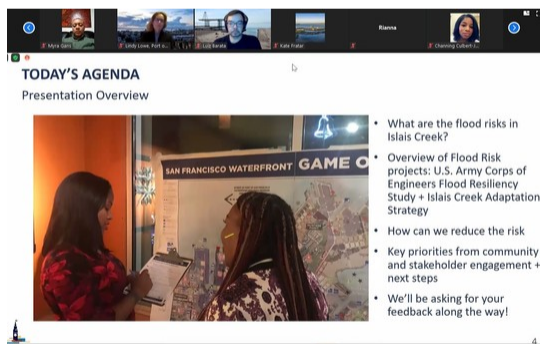 Lindy Lowe, Port o
Luiz Barata
Kate Fratar
Rianna
Channing Culbert-
TODAY'S AGENDA
Presentation Overview
SAN FRANCISCO WATERFRONT GAME O
• What are the flood risks in
Islais Creek?
• Overview of Flood Risk
projects: U.S. Army Corps of
Engineers Flood Resiliency
Study + Islais Creek Adaptation
Strategy
• How can we reduce the risk
• Key priorities from community
and stakeholder engagement +
next steps
• We'll be asking for your
feedback along the way!
4